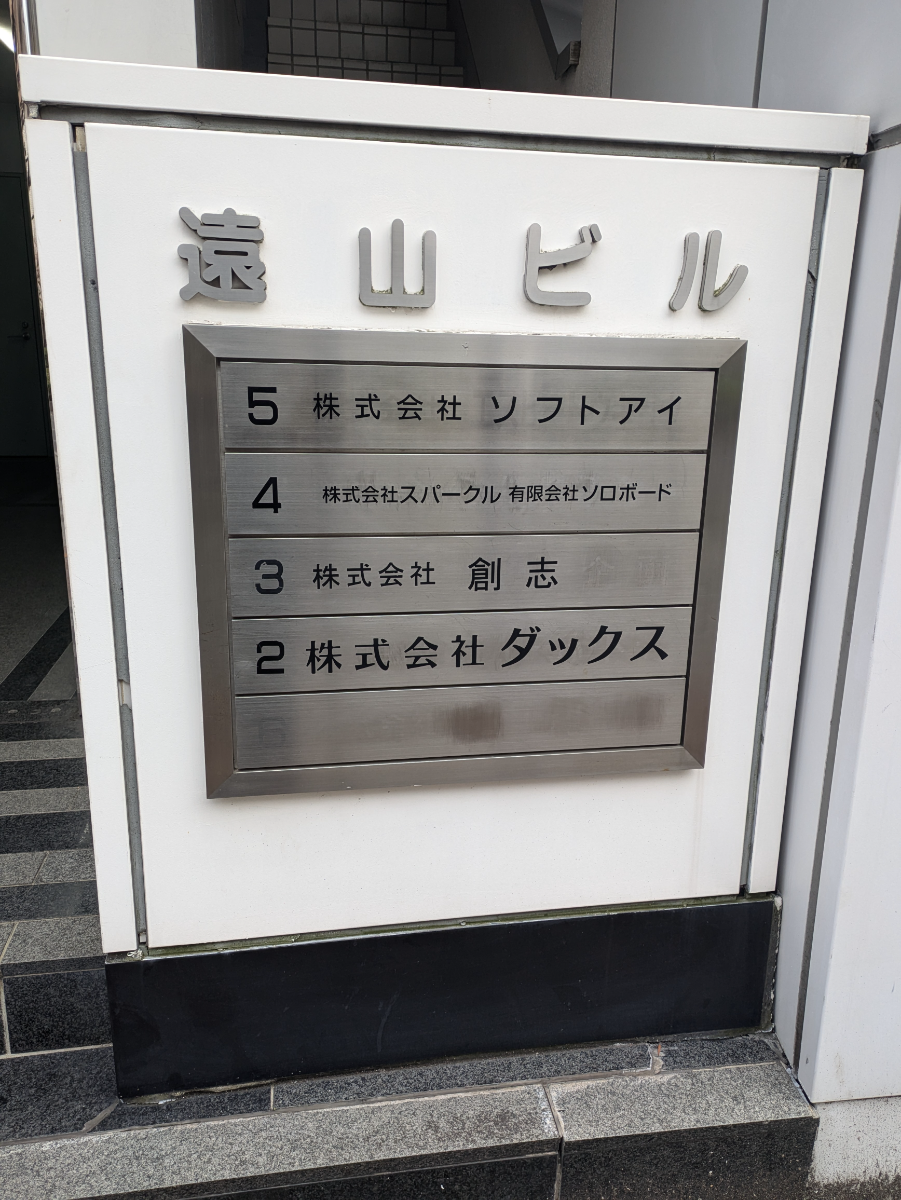 遠山ビル
5 株式会社 ソフトアイ
4 株式会社スパークル 有限会社ソロボード
3 株式会社 創志
2 株式会社 ダックス